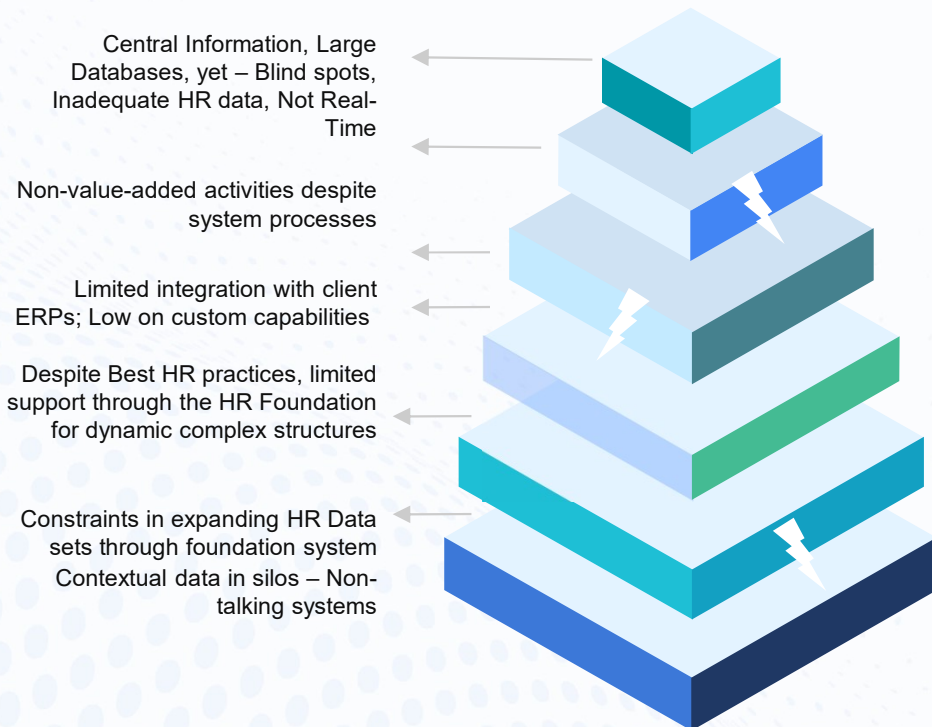 Central Information, Large
Databases, yet – Blind spots,
Inadequate HR data, Not Real-
Time
Non-value-added activities despite
system processes
Limited integration with client
ERPs; Low on custom capabilities
Despite Best HR practices, limited
support through the HR Foundation
for dynamic complex structures
Constraints in expanding HR Data
sets through foundation system
Contextual data in silos – Non-
talking systems